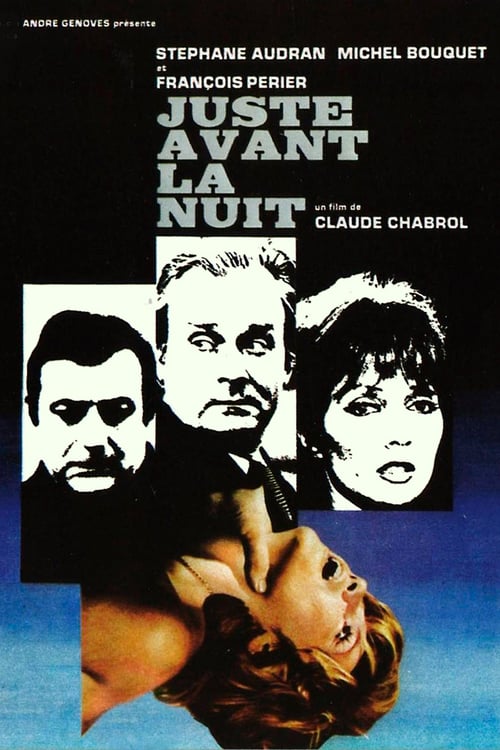 ANDRE GENOVES présente
STEPHANE AUDRAN MICHEL BOUQUET
et
FRANÇOIS PERIER
JUSTE
AVANT
LA
NUIT
un film de
CLAUDE CHABROL